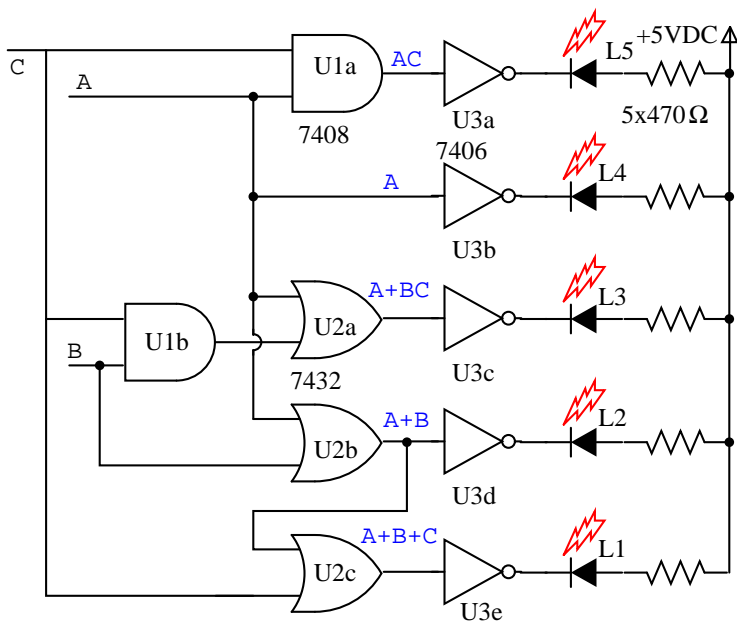 +5VDC
C
A
U1a
AC
L5
7408
U3a
5x470Ω
7406
A
L4
U3b
A+BC
L3
U1b
U2a
B
7432
U3c
A+B
L2
U2b
U3d
A+B+C
L1
U2c
U3e